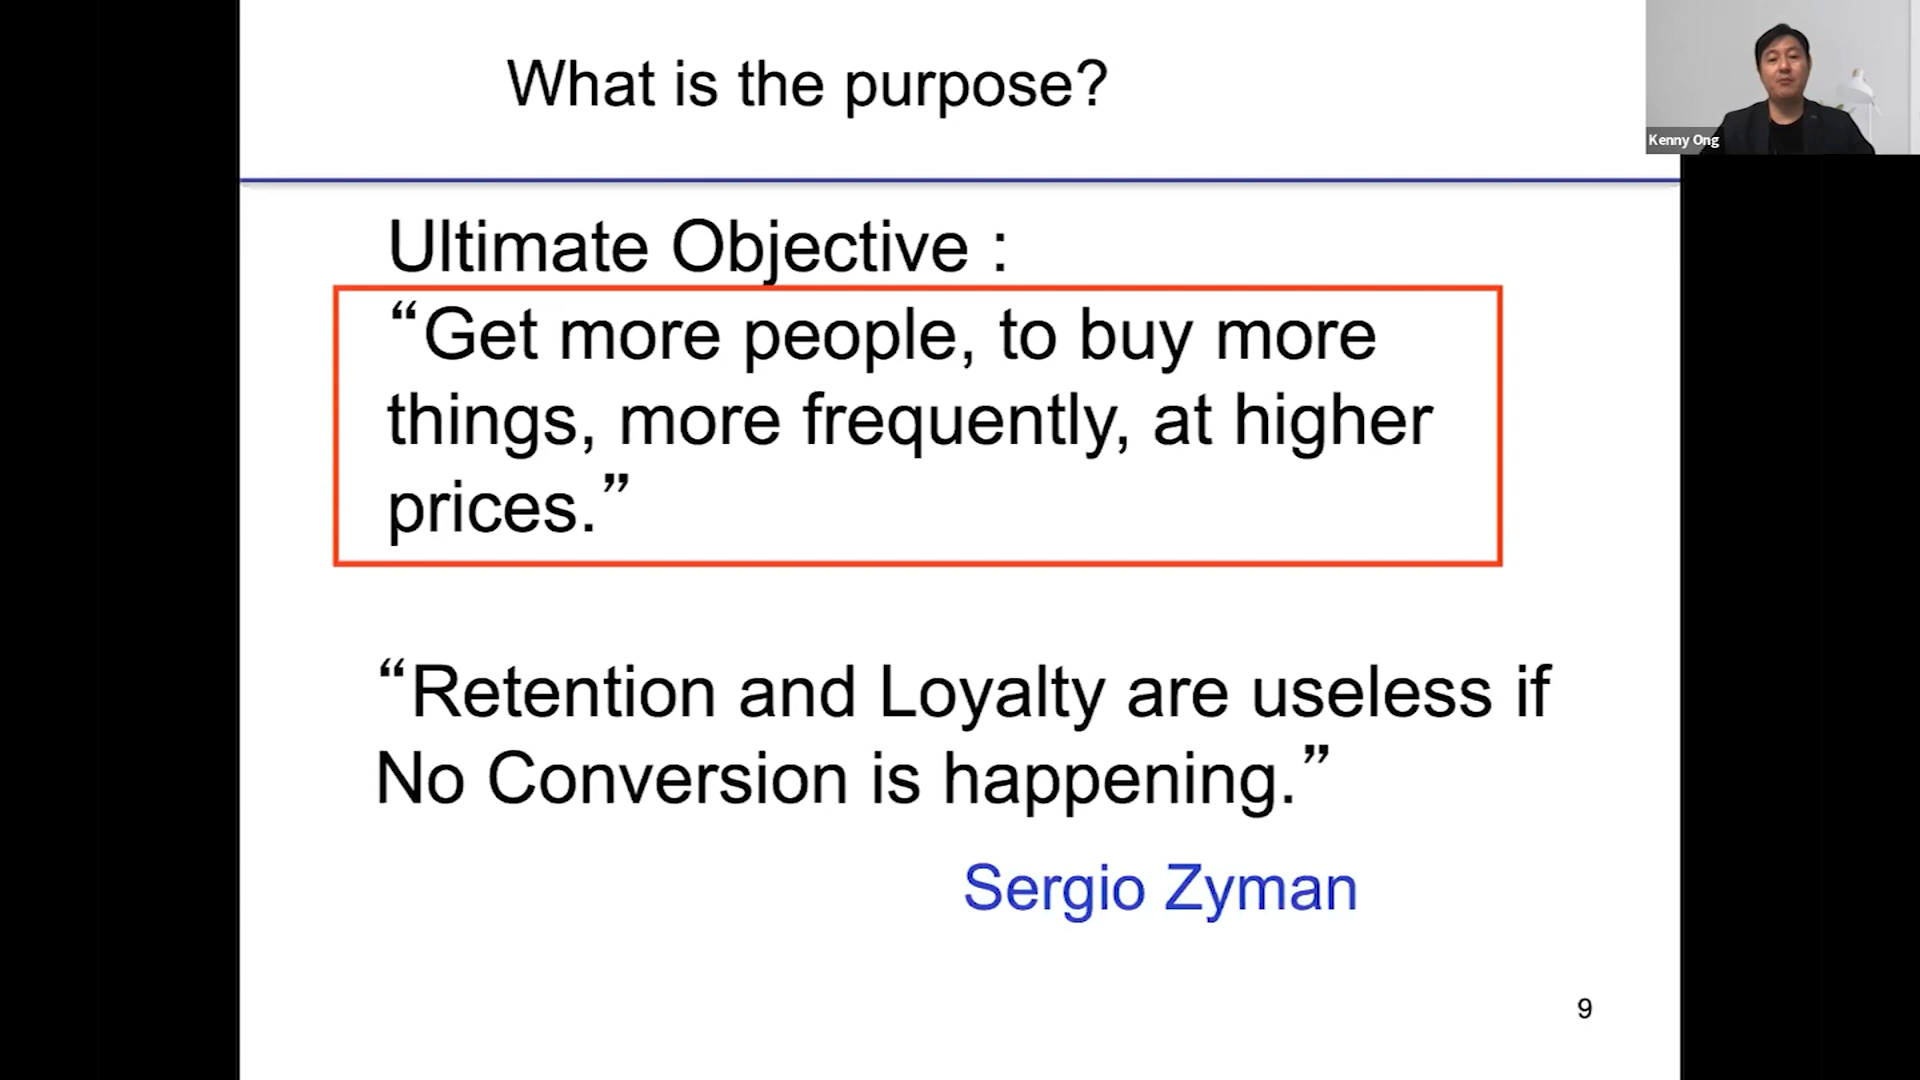 What is the purpose?
Kenny Ong
Ultimate Objective :
“Get more people, to buy more
things, more frequently, at higher
prices.”
“Retention and Loyalty are useless if
No Conversion is happening.”
Sergio Zyman
9